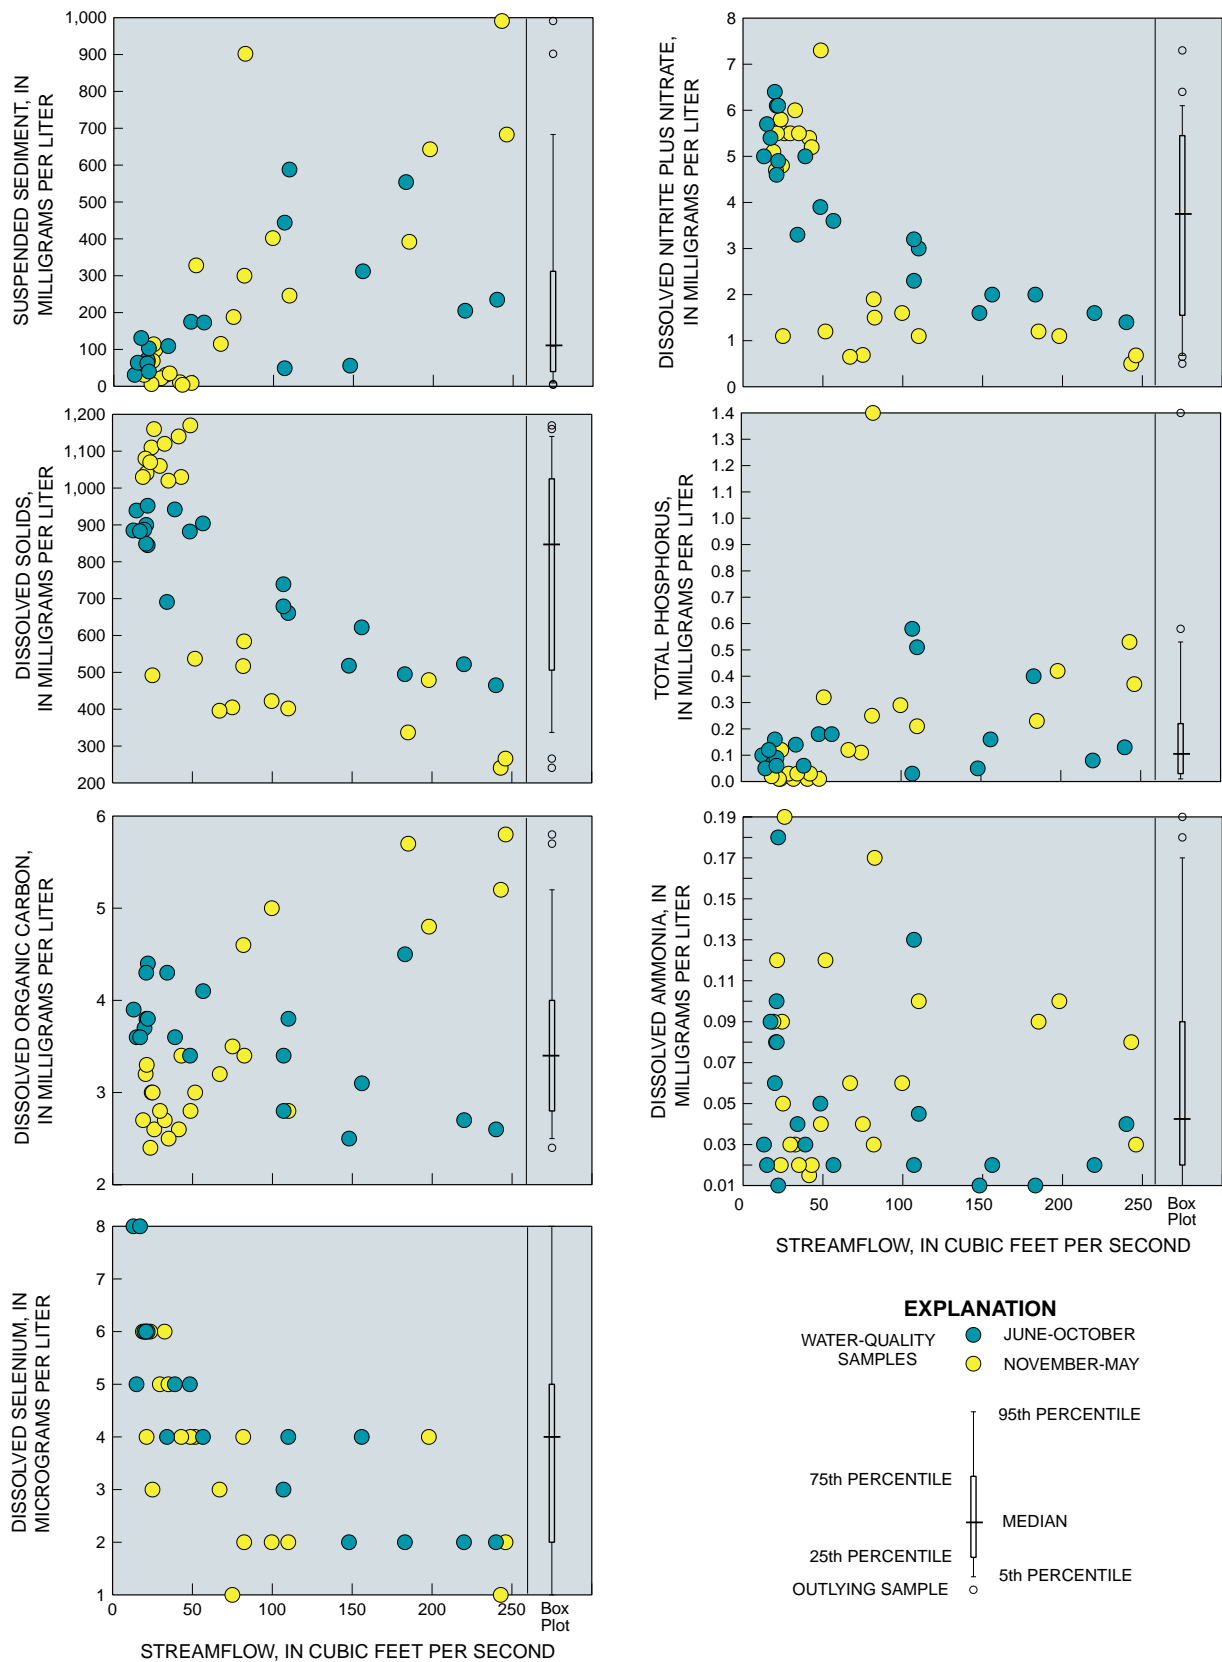 SUSPENDED SEDIMENT, IN
MILLIGRAMS PER LITER
1,000
900
800
700
600
500
400
300
200
100
0
DISSOLVED NITRITE PLUS NITRATE,
IN MILLIGRAMS PER LITER
8
7
6
5
4
3
2
1
0
DISSOLVED SOLIDS,
IN MILLIGRAMS PER LITER
1,200
1,100
1,000
900
800
700
600
500
400
300
200
TOTAL PHOSPHORUS,
IN MILLIGRAMS PER LITER
1.4
1.3
1.2
1.1
1.0
0.9
0.8
0.7
0.6
0.5
0.4
0.3
0.2
0.1
0.0
DISSOLVED ORGANIC CARBON,
IN MILLIGRAMS PER LITER
6
5
4
3
2
DISSOLVED AMMONIA, IN
MILLIGRAMS PER LITER
0.19
0.17
0.15
0.13
0.11
0.09
0.07
0.05
0.03
0.01
0 50 100 150 200 250 Box
Plot
STREAMFLOW, IN CUBIC FEET PER SECOND
DISSOLVED SELENIUM, IN
MICROGRAMS PER LITER
8
7
6
5
4
3
2
1
0 50 100 150 200 250 Box
Plot
STREAMFLOW, IN CUBIC FEET PER SECOND
EXPLANATION
WATER-QUALITY
SAMPLES
JUNE-OCTOBER
NOVEMBER-MAY
95th PERCENTILE
75th PERCENTILE
MEDIAN
25th PERCENTILE
5th PERCENTILE
OUTLYING SAMPLE